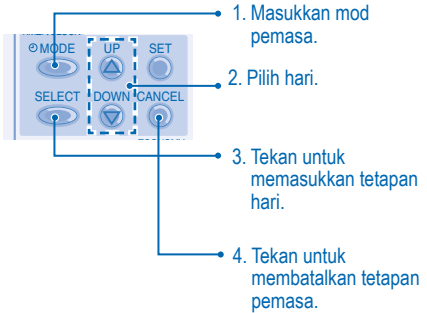 1. Masukkan mod
pemasa.
MODE UP SET
2. Pilih hari.
SELECT DOWN CANCEL
3. Tekan untuk
memasukkan tetapan
hari.
4. Tekan untuk
membatalkan tetapan
pemasa.